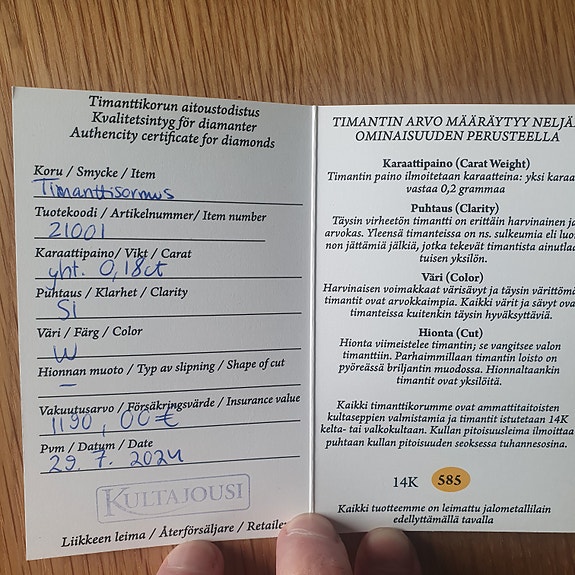 Timanttikorun aitoustodistus
Kvalitetsintyg för diamanter
Authencity certificate for diamonds
Koru / Smycke / Item
Timanttisormus
Tuotekoodi / Artikelnummer/ Item number
21001
Karaattipaino/ Vikt / Carat
yht. 0,18ct
Puhtaus / Klarhet / Clarity
Si
Väri / Färg / Color
W
Hionnan muoto / Typ av slipning / Shape of cut
–
Vakuutusarvo / Försäkringsvärde / Insurance value
1190,00€
Pvm / Datum / Date
29.7.2024
KULTAJOUSI
Liikkeen leima / Återförsäljare / Retailer
TIMANTIN ARVO MÄÄRÄYTYY NELJÄ
OMINAISUUDEN PERUSTEELLA
Karaattipaino (Carat Weight)
Timantin paino ilmoitetaan karaatteina: yksi karaa
vastaa 0,2 grammaa
Puhtaus (Clarity)
Täysin virheetön timantti on erittäin harvinainen ja
arvokas. Yleensä timanteissa on ns. sulkeumia eli luo
non jättämiä jälkiä, jotka tekevät timantista ainutlaa
tuisen yksilön.
Väri (Color)
Harvinaisen voimakkaat värisävyt ja täysin värittömä
timantit ovat arvokkaimpia. Kaikki värit ja sävyt ovat
timanteissa kuitenkin täysin hyväksyttäviä.
Hionta (Cut)
Hionta viimeistelee timantin; se vangitsee valon
timanttiin. Parhaimmillaan timantin loisto on
pyöreässä briljantin muodossa. Hionnaltaankin
timantit ovat yksilöitä.
Kaikki timanttikorumme ovat ammattitaitoisten
kultaseppien valmistamia ja timantit istutetaan 14K
kelta- tai valkokultaan. Kullan pitoisuusleima ilmoittaa
puhtaan kullan pitoisuuden seoksessa tuhannesosina.
14K 585
Kaikki tuotteemme on leimattu jalometallilain
edellyttämällä tavalla